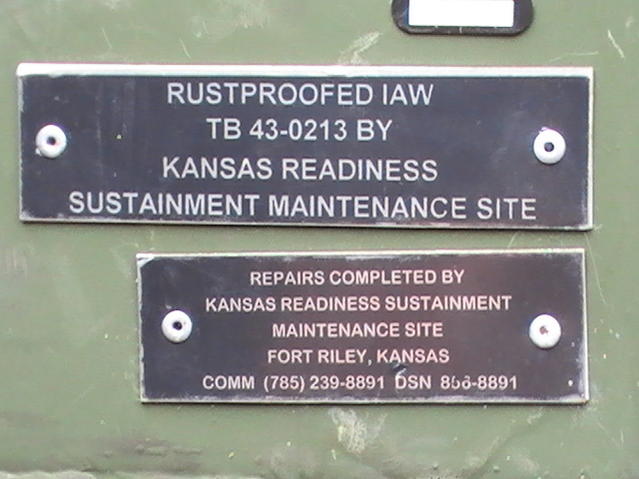 RUSTPROOFED IAW
TB 43-0213 BY
KANSAS READINESS
SUSTAINMENT MAINTENANCE SITE
REPAIRS COMPLETED BY
KANSAS READINESS SUSTAINMENT
MAINTENANCE SITE
FORT RILEY, KANSAS
COMM (785) 239-8891 DSN